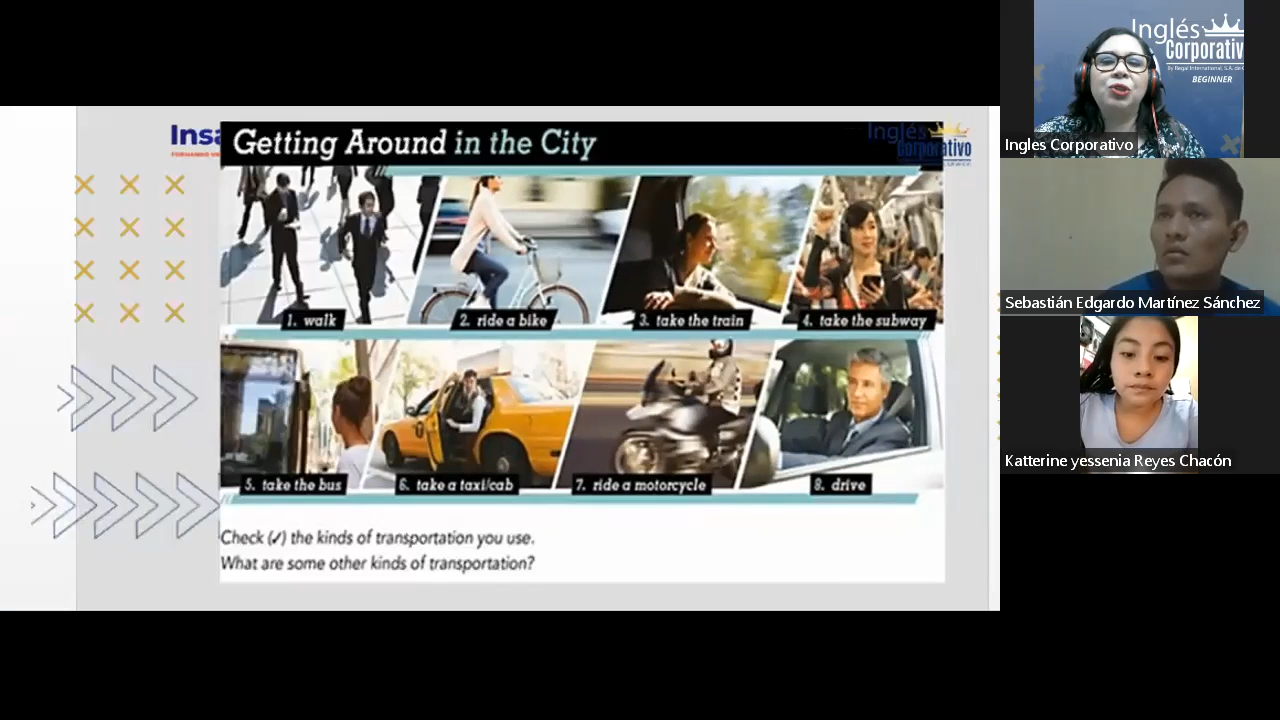 Insa
Getting Around in the City
Inglés
Corporativo
1. walk
2. ride a bike
3. take the train
4. take the subway
5. take the bus
6. take a taxi/cab
7. ride a motorcycle
8. drive
Check (✓) the kinds of transportation you use.
What are some other kinds of transportation?
Inglés
Corporativ
BEGINNER
Ingles Corporativo
Sebastián Edgardo Martínez Sánchez
Katterine yessenia Reyes Chacón